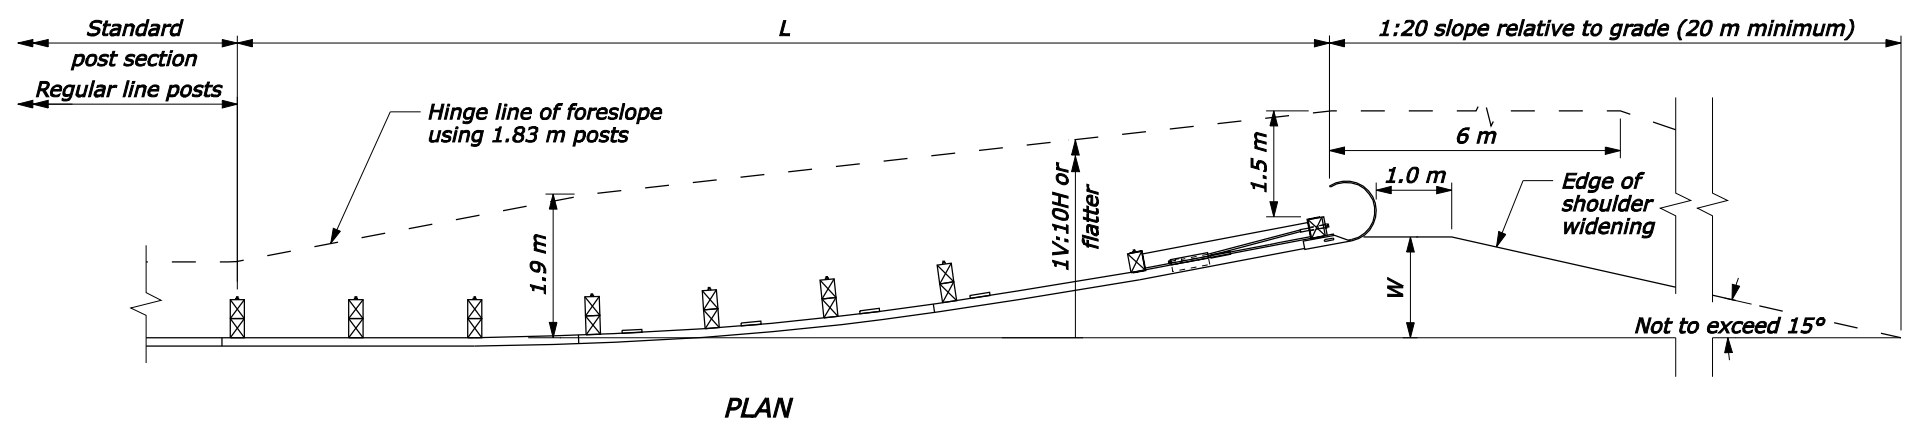 Standard
post section
Regular line posts
L
1:20 slope relative to grade (20 m minimum)
Hinge line of foreslope
using 1.83 m posts
1.9 m
1V:10H or
flatter
1.5 m
6 m
1.0 m
Edge of
shoulder
widening
W
Not to exceed 15°
PLAN